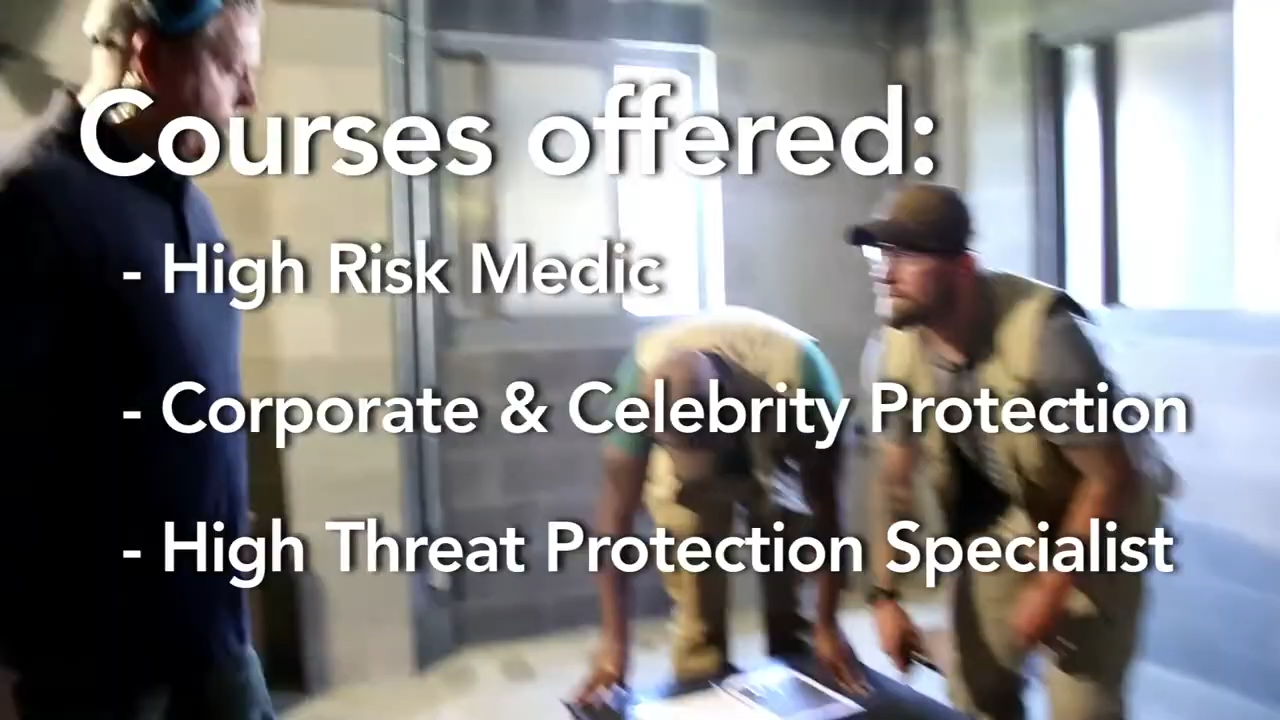 Courses offered:
- High Risk Medic
- Corporate & Celebrity Protection
- High Threat Protection Specialist